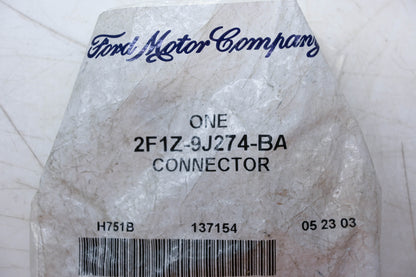 Ford Motor Company
ONE
2F1Z-9J274-BA
CONNECTOR
H751B 137154 05 23 03